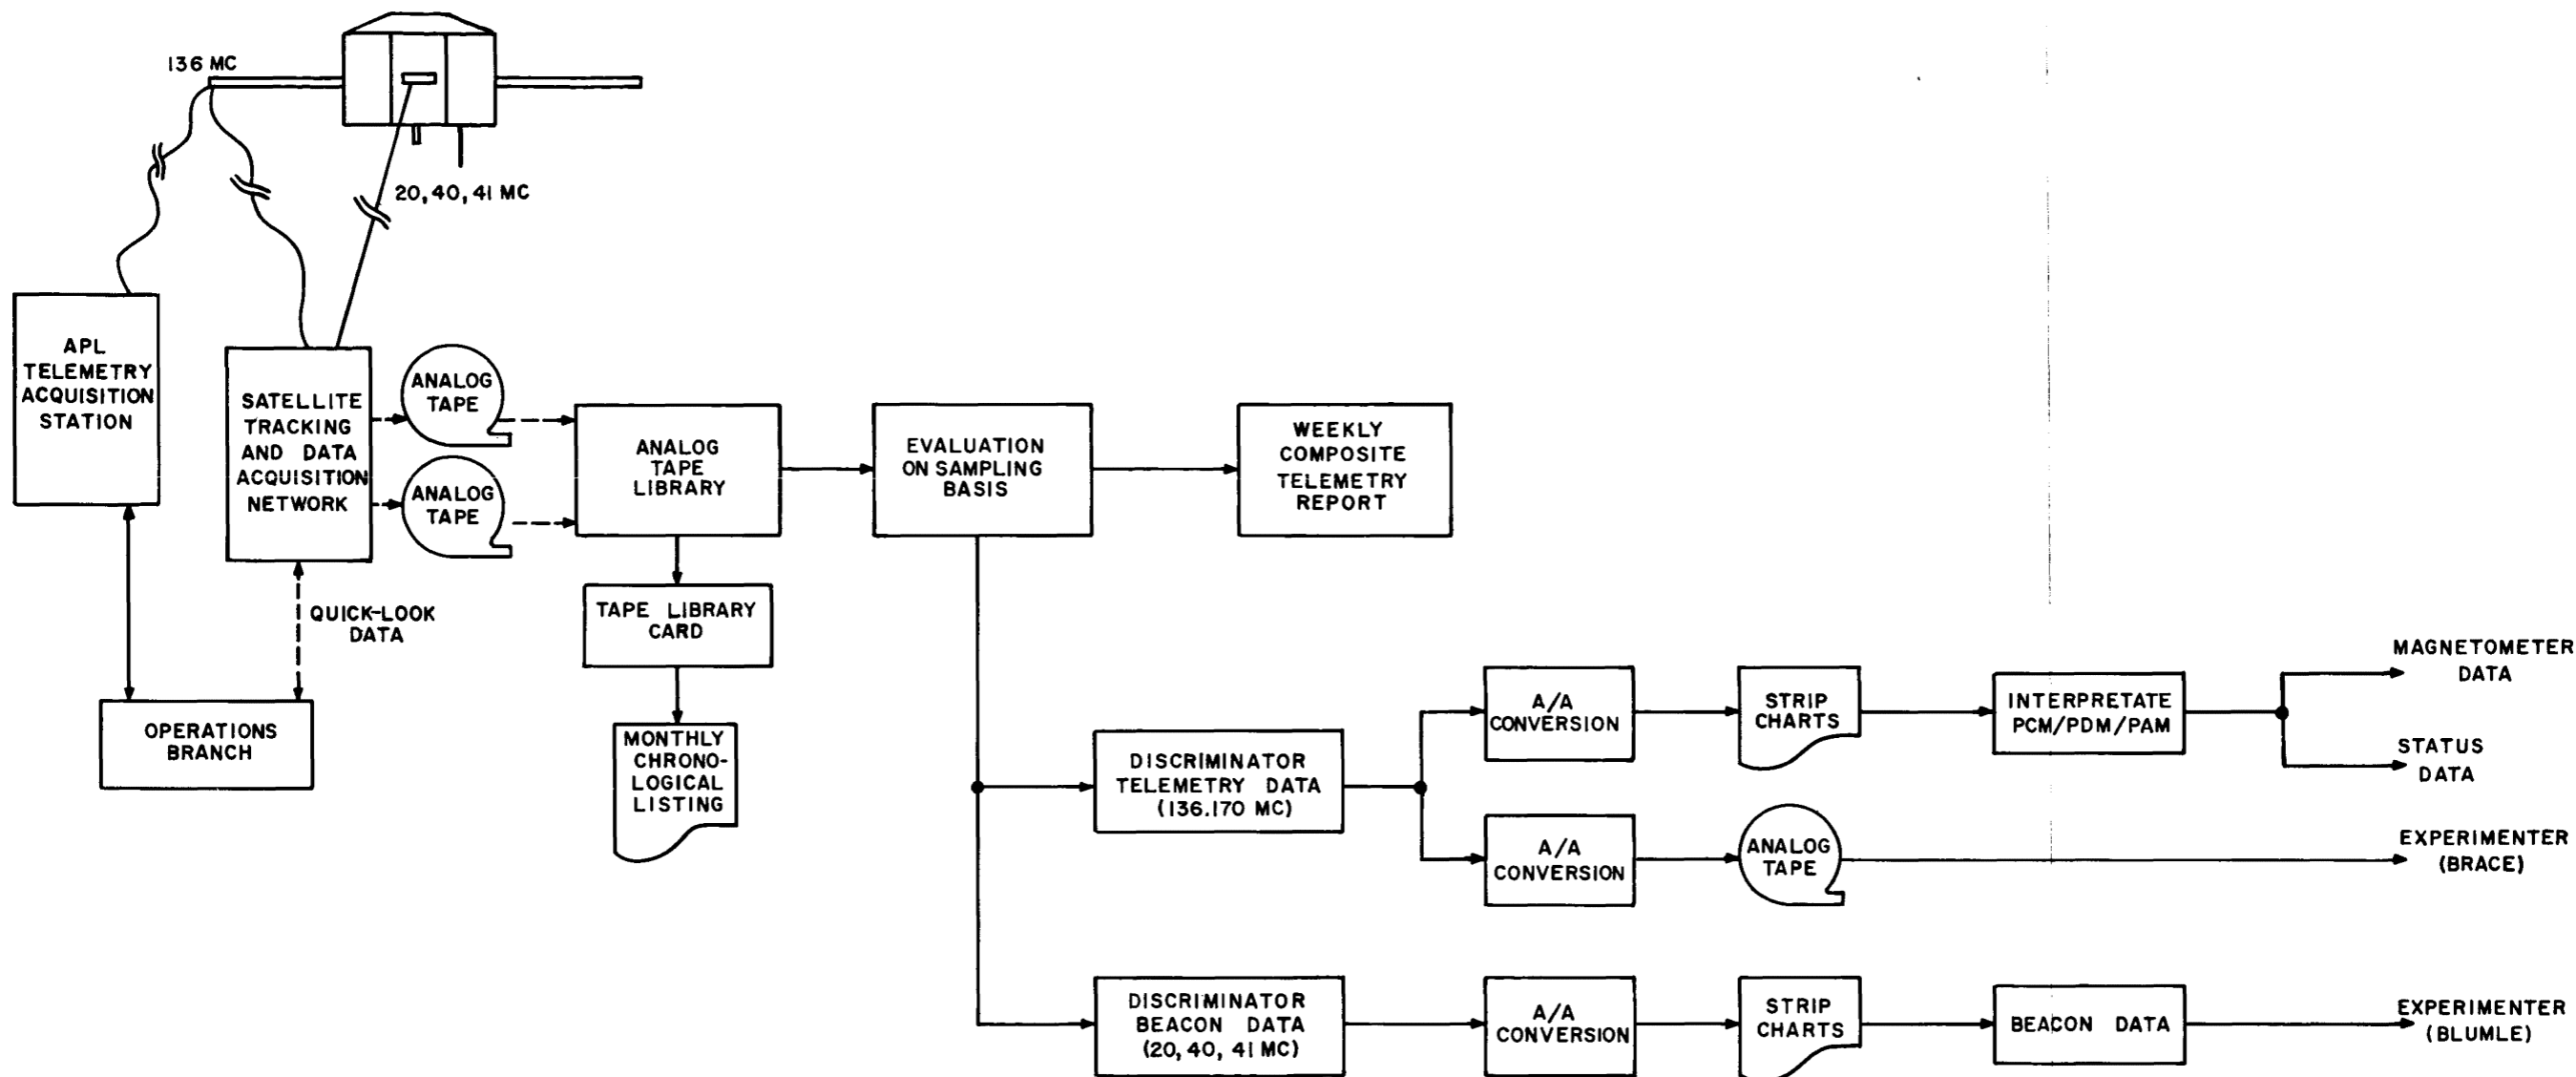 136 MC
20, 40, 41 MC
APL
TELEMETRY
ACQUISITION
STATION
SATELLITE
TRACKING
AND DATA
ACQUISITION
NETWORK
ANALOG
TAPE
ANALOG
TAPE
ANALOG
TAPE
LIBRARY
EVALUATION
ON SAMPLING
BASIS
WEEKLY
COMPOSITE
TELEMETRY
REPORT
QUICK-LOOK
DATA
TAPE LIBRARY
CARD
OPERATIONS
BRANCH
MONTHLY
CHRONO-
LOGICAL
LISTING
DISCRIMINATOR
TELEMETRY DATA
(136.170 MC)
A/A
CONVERSION
STRIP
CHARTS
INTERPRETATE
PCM/PDM/PAM
MAGNETOMETER
DATA
STATUS
DATA
A/A
CONVERSION
ANALOG
TAPE
EXPERIMENTER
(BRACE)
DISCRIMINATOR
BEACON DATA
(20, 40, 41 MC)
A/A
CONVERSION
STRIP
CHARTS
BEACON DATA
EXPERIMENTER
(BLUMLE)